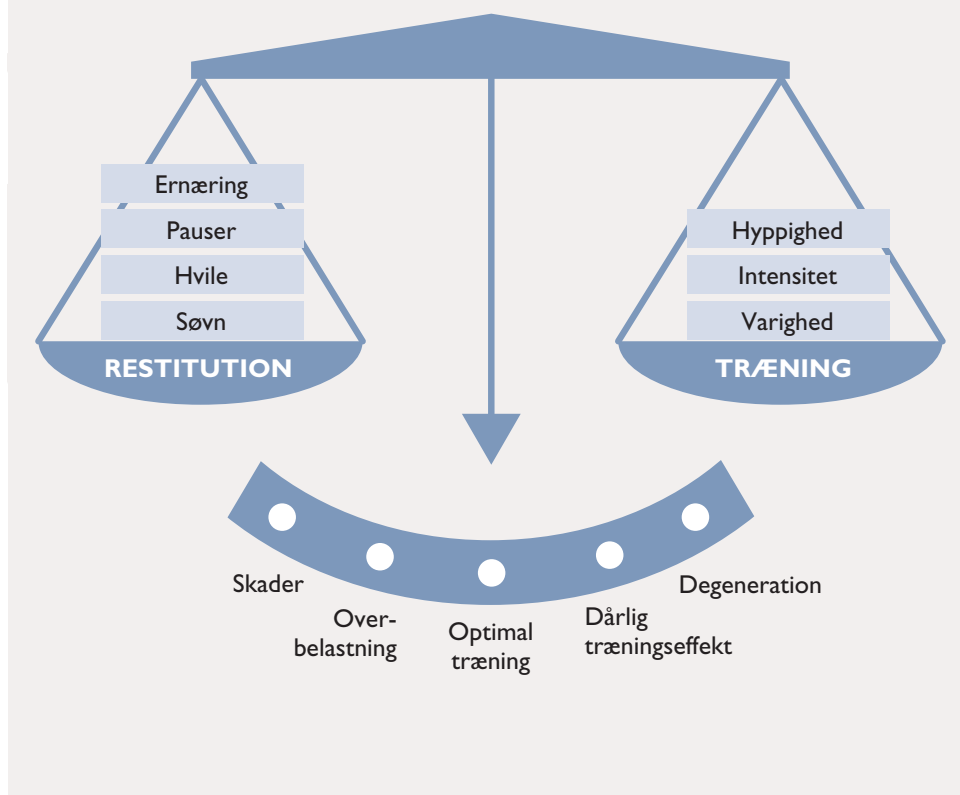 Ernæring
Pauser
Hvile
Søvn
RESTITUTION
Hyppighed
Intensitet
Varighed
TRÆNING
Skader
Over-
belastning
Optimal
træning
Dårlig
træningseffekt
Degeneration